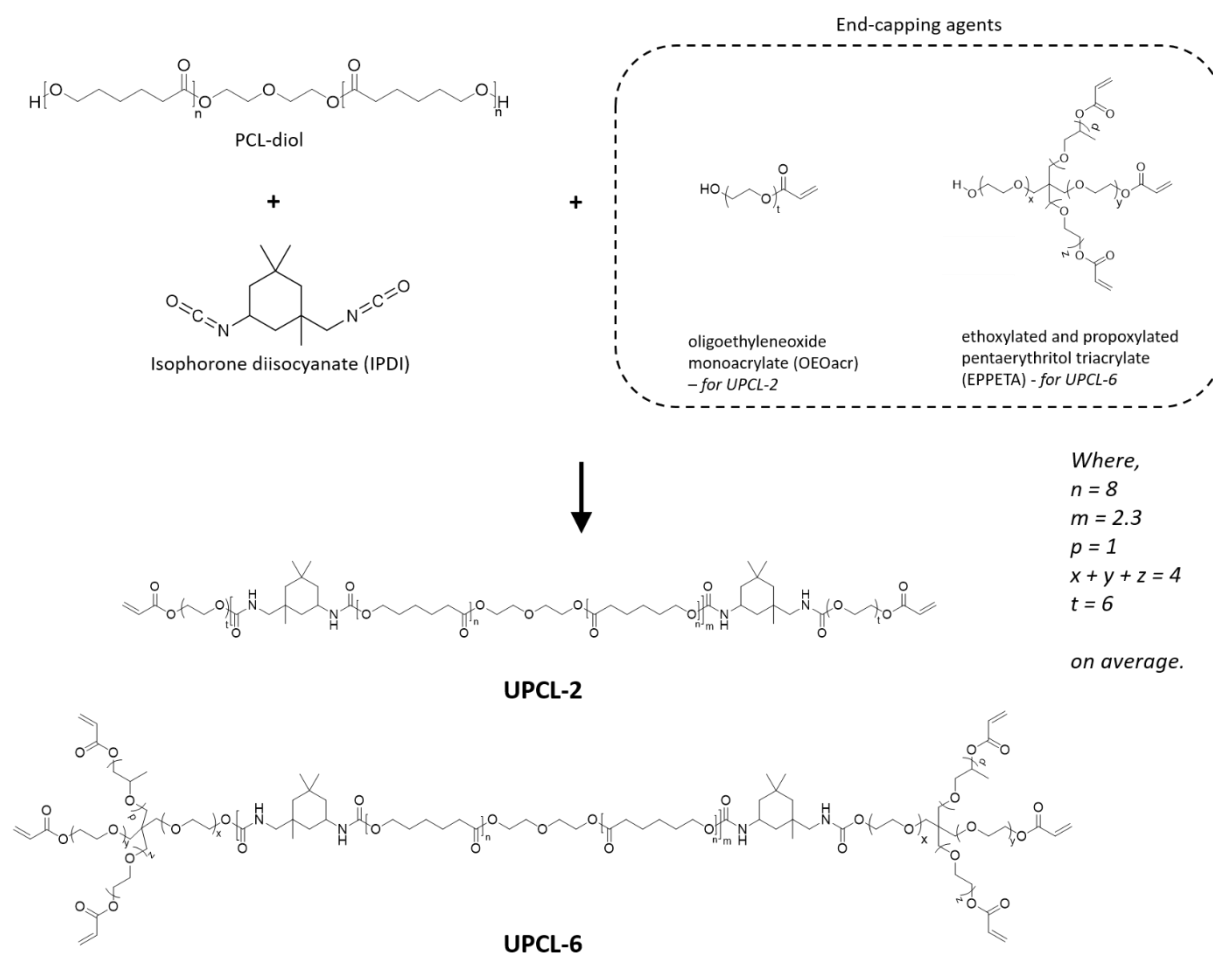 End-capping agents
H
O
O
n
O
O
O
O
O
n
H
PCL-diol
+
+
O
C
N
N
C
O
Isophorone diisocyanate (IPDI)
HO
O
O
t
oligoethyleneoxide
monoacrylate (OEOacr)
– for UPCL-2
H
O
O
x
O
O
O
p
O
O
y
O
O
O
z
O
O
ethoxylated and propoxylated
pentaerythritol triacrylate
(EPPETA) - for UPCL-6
Where,
n = 8
m = 2.3
p = 1
x + y + z = 4
t = 6
on average.
UPCL-2
UPCL-6